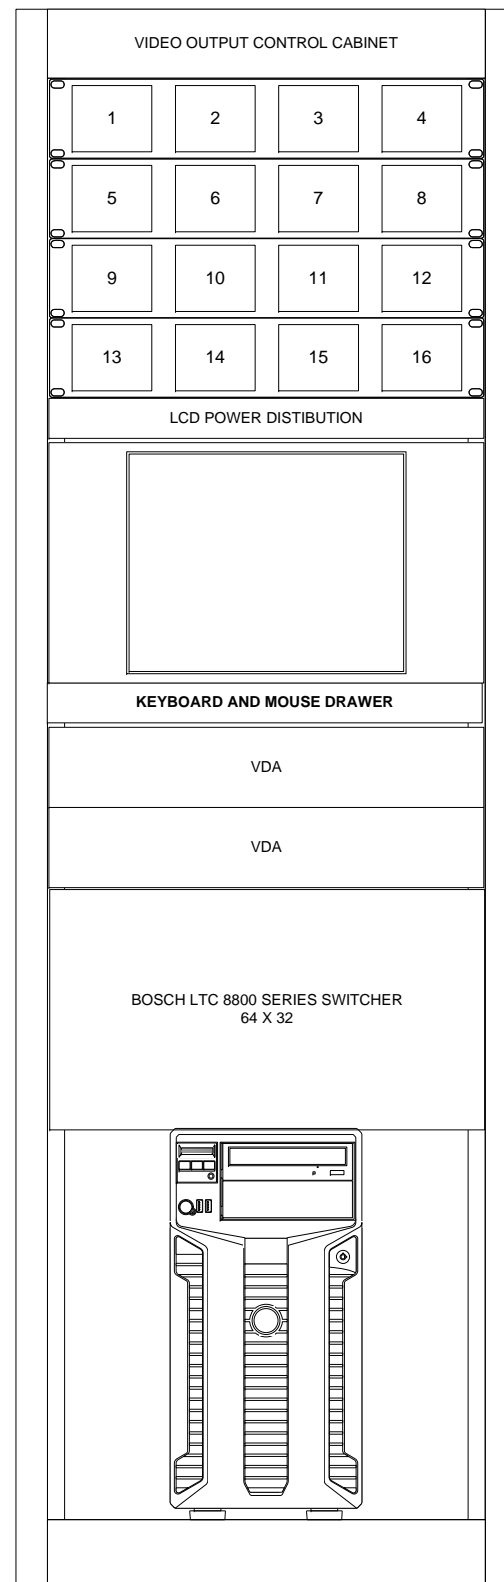 VIDEO OUTPUT CONTROL CABINET
1 2 3 4
5 6 7 8
9 10 11 12
13 14 15 16
LCD POWER DISTIBUTION
KEYBOARD AND MOUSE DRAWER
VDA
VDA
BOSCH LTC 8800 SERIES SWITCHER
64 X 32